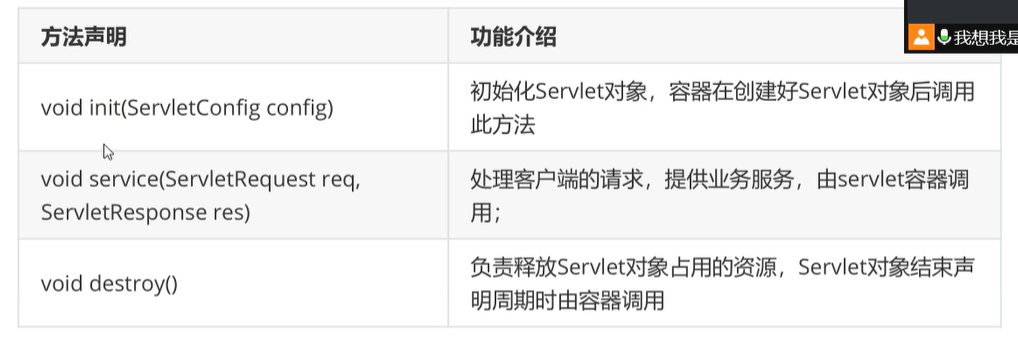 方法声明
功能介绍
我想我是
void init(ServletConfig config)
初始化Servlet对象，容器在创建好Servlet对象后调用
此方法
void service(ServletRequest req,
ServletResponse res)
处理客户端的请求，提供业务服务，由servlet容器调
用；
void destroy()
负责释放Servlet对象占用的资源，Servlet对象结束声
明周期时由容器调用